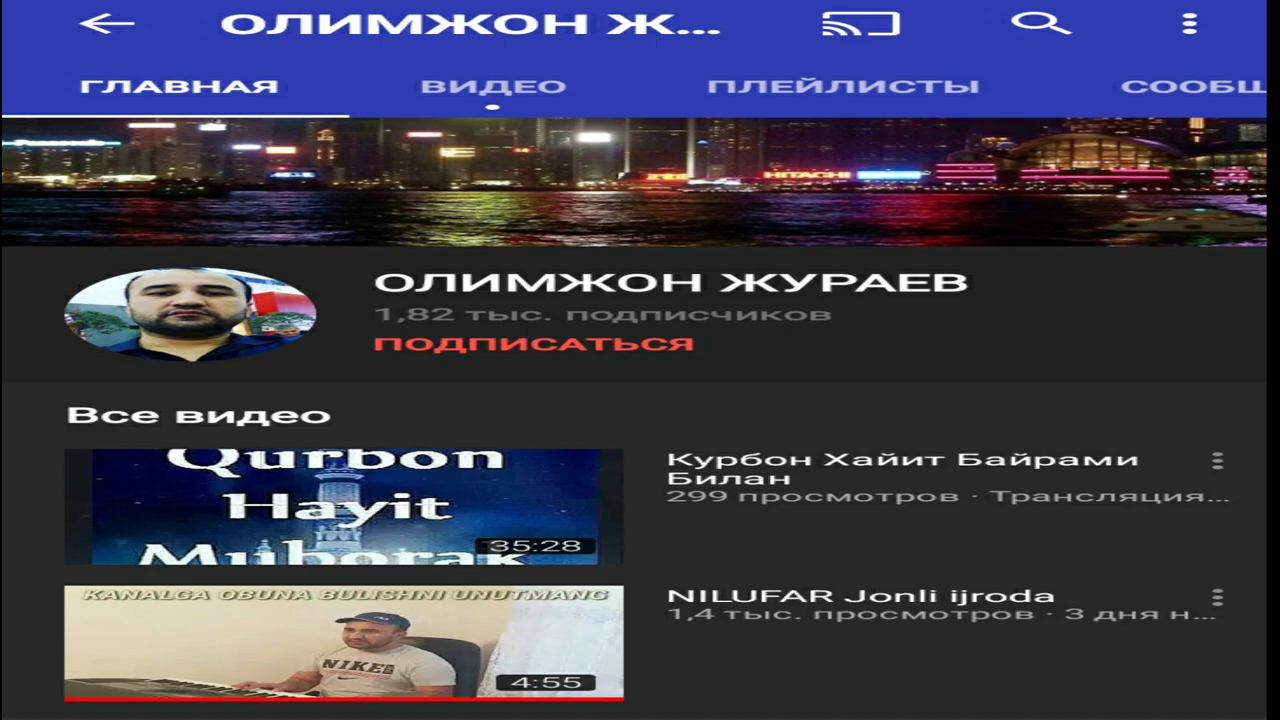 ОЛИМЖОН Ж...
ГЛАВНАЯ ВИДЕО ПЛЕЙЛИСТЫ СООБЩ
HITACHI
ОЛИМЖОН ЖУРАЕВ
1,82 тыс. подписчиков
ПОДПИСАТЬСЯ
Все видео
Qurbon
Hayit
Muborak
35:28
Курбон Хайит Байрами
Билан
299 просмотров · Трансляция...
KANALGA OBUNA BULISHNI UNUTMANG
NIKE
4:55
NILUFAR Jonli ijroda
1,4 тыс. просмотров · 3 дня н...